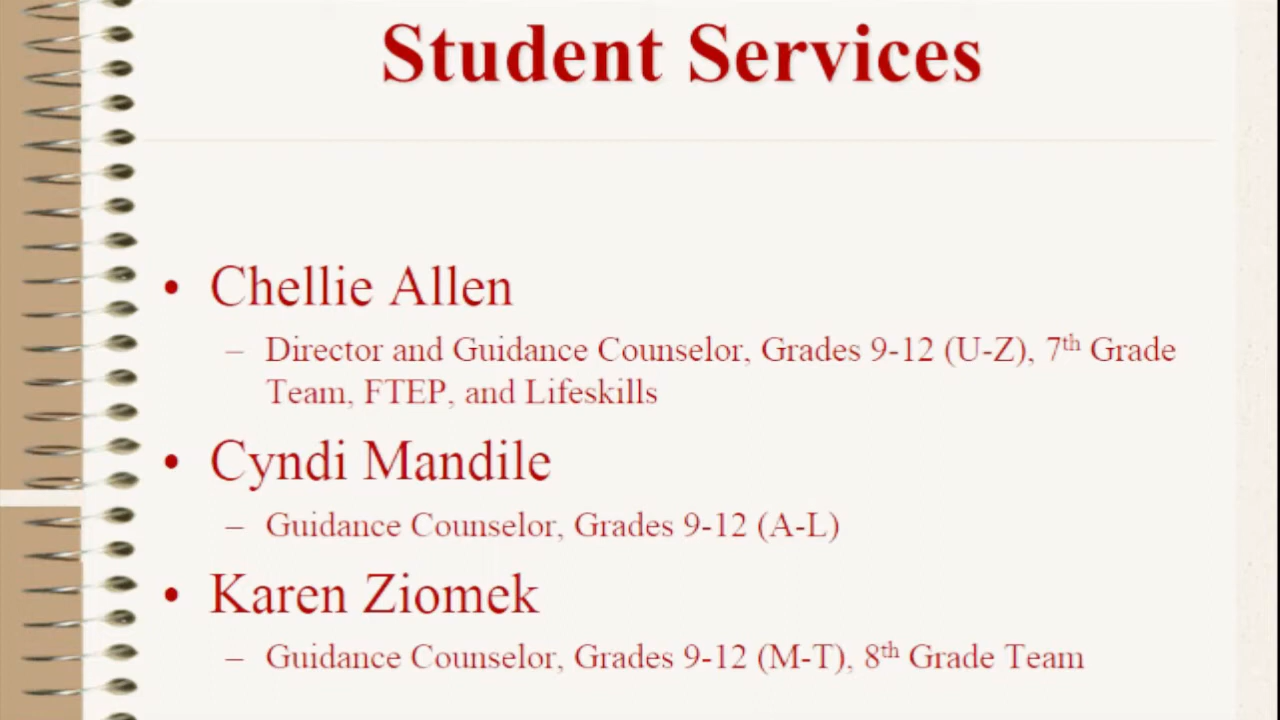 Student Services
• Chellie Allen
– Director and Guidance Counselor, Grades 9-12 (U-Z), 7th Grade
Team, FTEP, and Lifeskills
• Cyndi Mandile
– Guidance Counselor, Grades 9-12 (A-L)
• Karen Ziomek
– Guidance Counselor, Grades 9-12 (M-T), 8th Grade Team